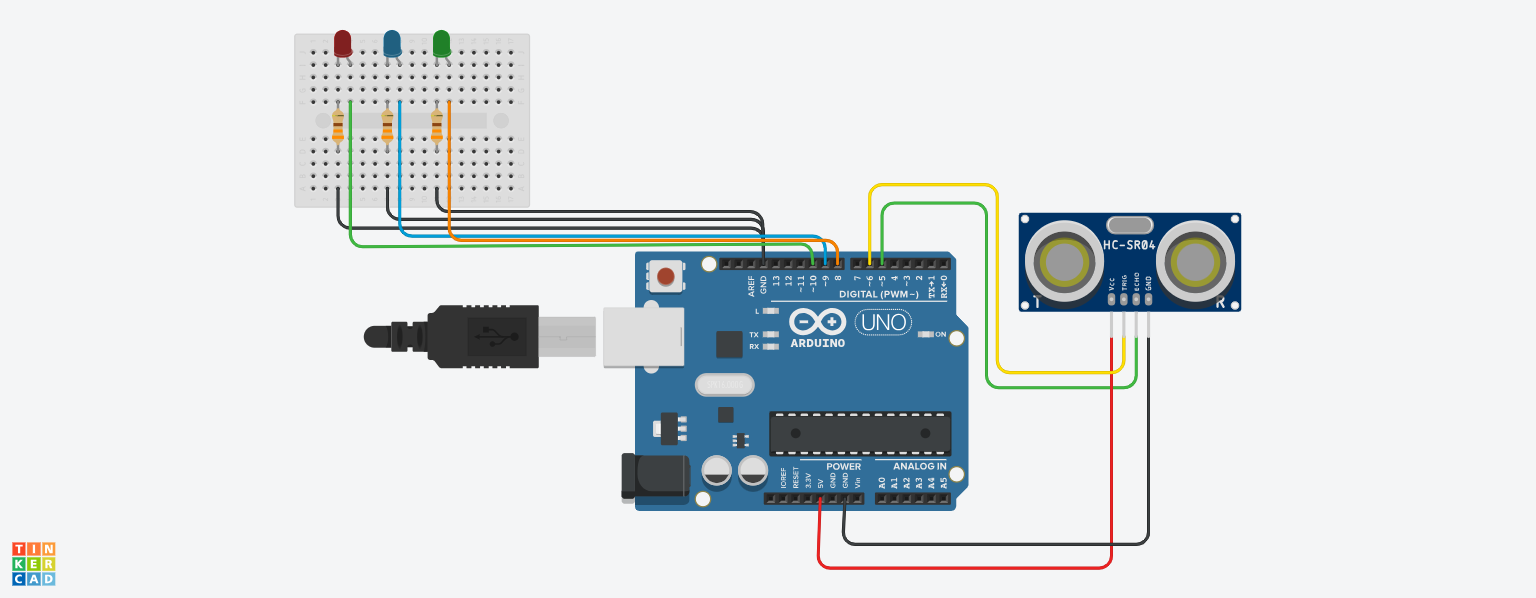 HC-SR04
VCC
TRIG
ECHO
GND
T
R
AREF
GND
13
12
~11
~10
~9
8
7
~6
~5
4
~3
2
TX→1
RX←0
DIGITAL (PWM~)
L
TX
RX
ARDUINO
UNO
ON
POWER
ANALOG IN
IOREF
RESET
3.3V
5V
GND
GND
Vin
A0
A1
A2
A3
A4
A5
TIN
KER
CAD